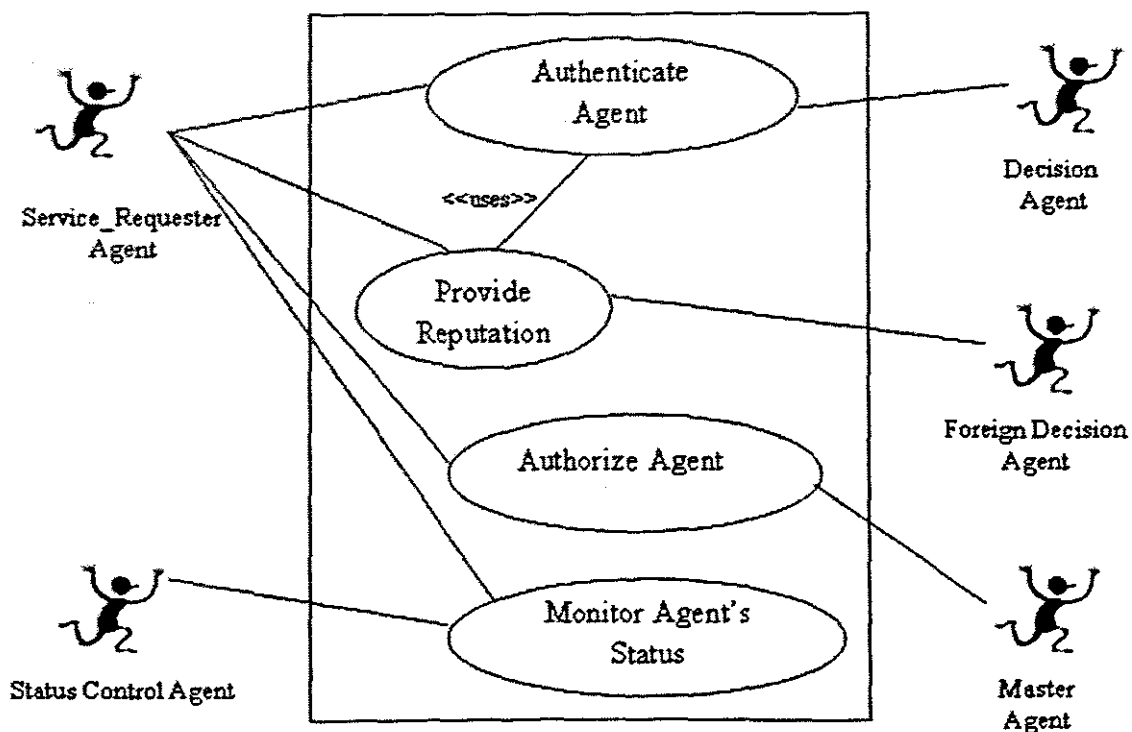 Authenticate
Agent
Decision
Agent
Service_Requester
Agent
<<uses>>
Provide
Reputation
Foreign Decision
Agent
Authorize Agent
Monitor Agent's
Status
Status Control Agent
Master
Agent